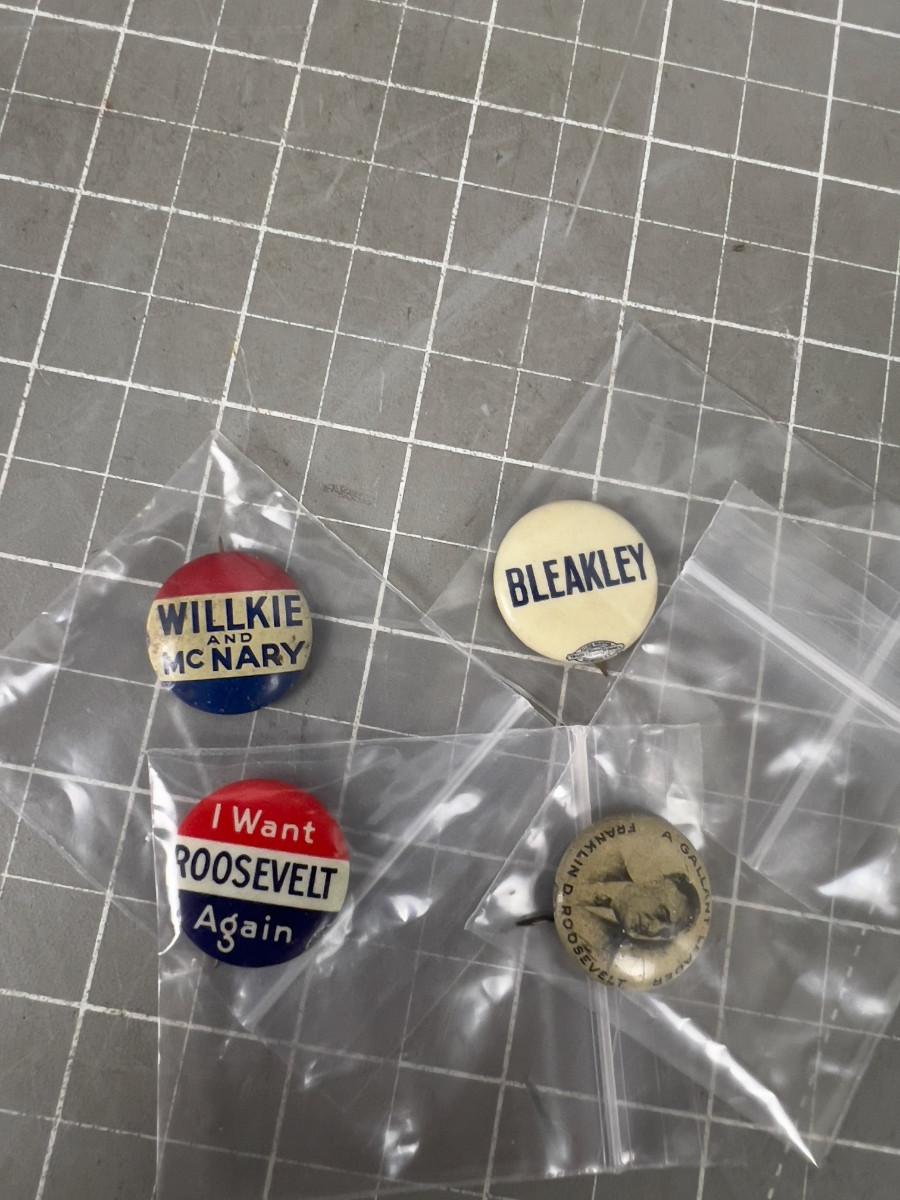 BLEAKLEY
WILLKIE
AND
MCNARY
I Want
ROOSEVELT
Again
A GALLANT LEADER
FRANKLIN D ROOSEVELT